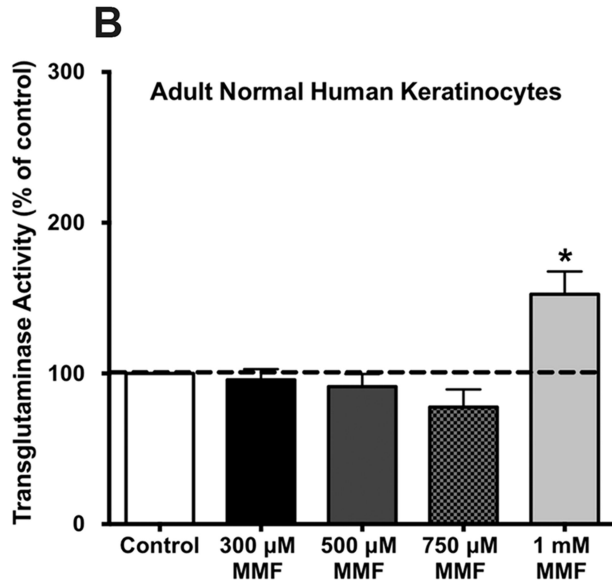 B
Transglutaminase Activity (% of control)
300
200
100
0
Adult Normal Human Keratinocytes
*
Control
300 µM
MMF
500 µM
MMF
750 µM
MMF
1 mM
MMF